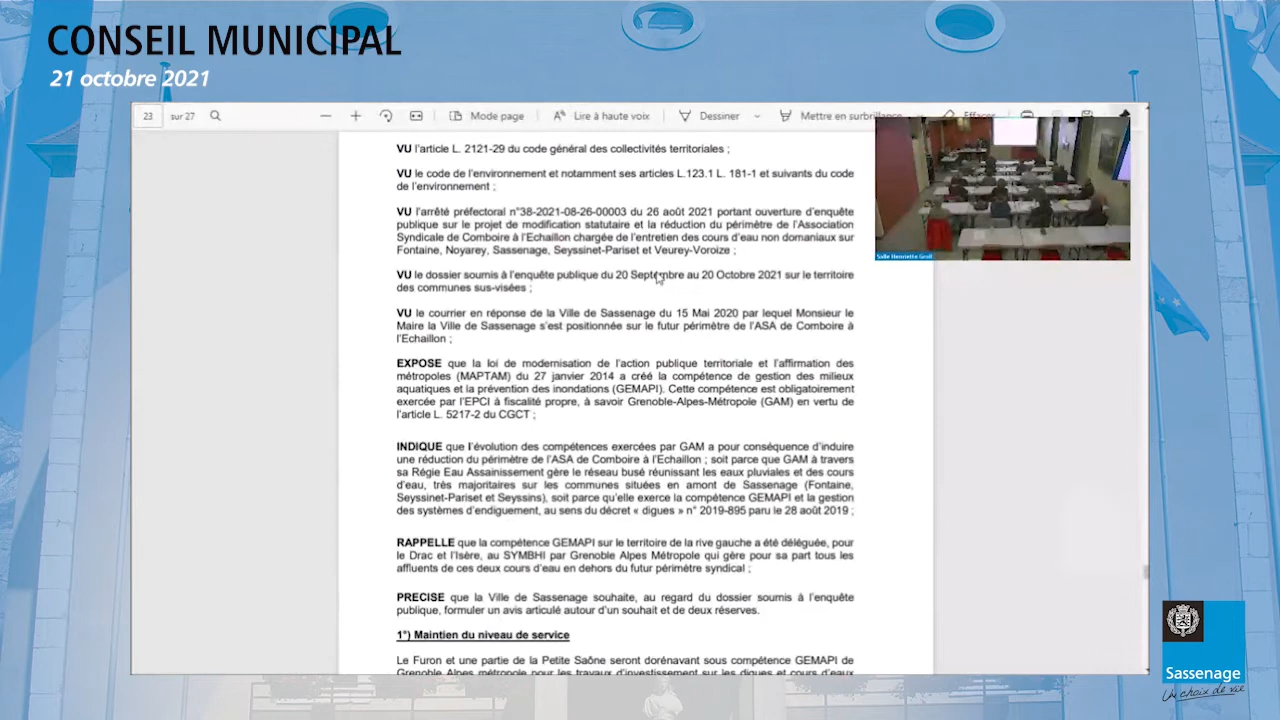 CONSEIL MUNICIPAL
21 octobre 2021
23 sur 27 Mode page Lire à haute voix Dessiner Mettre en surbrillance Effacer
VU l'article L. 2121-29 du code général des collectivités territoriales ;
VU le code de l'environnement et notamment ses articles L.123.1 L. 181-1 et suivants du code
de l'environnement ;
VU l'arrêté préfectoral n°38-2021-08-26-00003 du 26 août 2021 portant ouverture d'enquête
publique sur le projet de modification statutaire et la réduction du périmètre de l'Association
Syndicale de Comboire à l'Echaillon chargée de l'entretien des cours d'eau non domaniaux sur
Fontaine, Noyarey, Sassenage, Seyssinet-Pariset et Veurey-Voroize ;
VU le dossier soumis à l'enquête publique du 20 Septembre au 20 Octobre 2021 sur le territoire
des communes sus-visées ;
VU le courrier en réponse de la Ville de Sassenage du 15 Mai 2020 par lequel Monsieur le
Maire la Ville de Sassenage s'est positionnée sur le futur périmètre de l'ASA de Comboire à
l'Echaillon ;
EXPOSE que la loi de modernisation de l'action publique territoriale et l'affirmation des
métropoles (MAPTAM) du 27 janvier 2014 a créé la compétence de gestion des milieux
aquatiques et la prévention des inondations (GEMAPI). Cette compétence est obligatoirement
exercée par l'EPCI à fiscalité propre, à savoir Grenoble-Alpes-Métropole (GAM) en vertu de
l'article L. 5217-2 du CGCT ;
INDIQUE que l'évolution des compétences exercées par GAM a pour conséquence d'induire
une réduction du périmètre de l'ASA de Comboire à l'Echaillon ; soit parce que GAM à travers
sa Régie Eau Assainissement gère le réseau busé réunissant les eaux pluviales et des cours
d'eau, très majoritaires sur les communes situées en amont de Sassenage (Fontaine,
Seyssinet-Pariset et Seyssins), soit parce qu'elle exerce la compétence GEMAPI et la gestion
des systèmes d'endiguement, au sens du décret « digues » n° 2019-895 paru le 28 août 2019 ;
RAPPELLE que la compétence GEMAPI sur le territoire de la rive gauche a été déléguée, pour
le Drac et l'Isère, au SYMBHI par Grenoble Alpes Métropole qui gère pour sa part tous les
affluents de ces deux cours d'eau en dehors du futur périmètre syndical ;
PRECISE que la Ville de Sassenage souhaite, au regard du dossier soumis à l'enquête
publique, formuler un avis articulé autour d'un souhait et de deux réserves.
1°) Maintien du niveau de service
Le Furon et une partie de la Petite Saône seront dorénavant sous compétence GEMAPI de
Grenoble Alpes métropole pour les travaux d'investissement sur les digues et cours d'eaux
Salle Henriette Groll
Sassenage
Un choix de vie